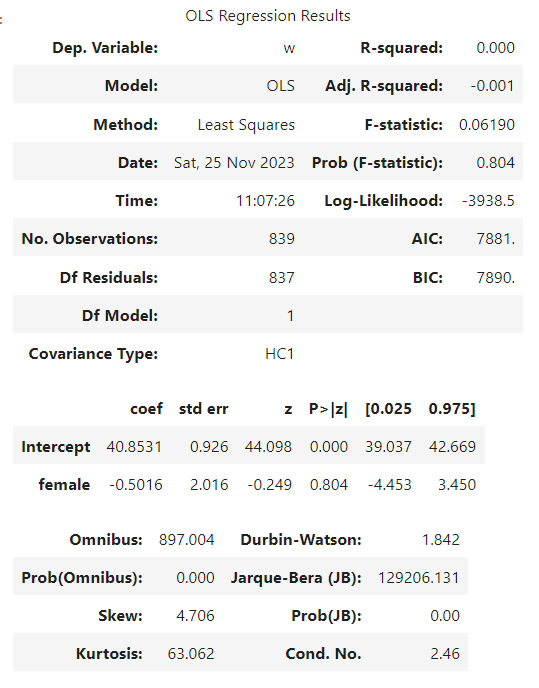 OLS Regression Results
Dep. Variable: w R-squared: 0.000
Model: OLS Adj. R-squared: -0.001
Method: Least Squares F-statistic: 0.06190
Date: Sat, 25 Nov 2023 Prob (F-statistic): 0.804
Time: 11:07:26 Log-Likelihood: -3938.5
No. Observations: 839 AIC: 7881.
Df Residuals: 837 BIC: 7890.
Df Model: 1
Covariance Type: HC1
coef std err z P>|z| [0.025 0.975]
Intercept 40.8531 0.926 44.098 0.000 39.037 42.669
female -0.5016 2.016 -0.249 0.804 -4.453 3.450
Omnibus: 897.004 Durbin-Watson: 1.842
Prob(Omnibus): 0.000 Jarque-Bera (JB): 129206.131
Skew: 4.706 Prob(JB): 0.00
Kurtosis: 63.062 Cond. No. 2.46